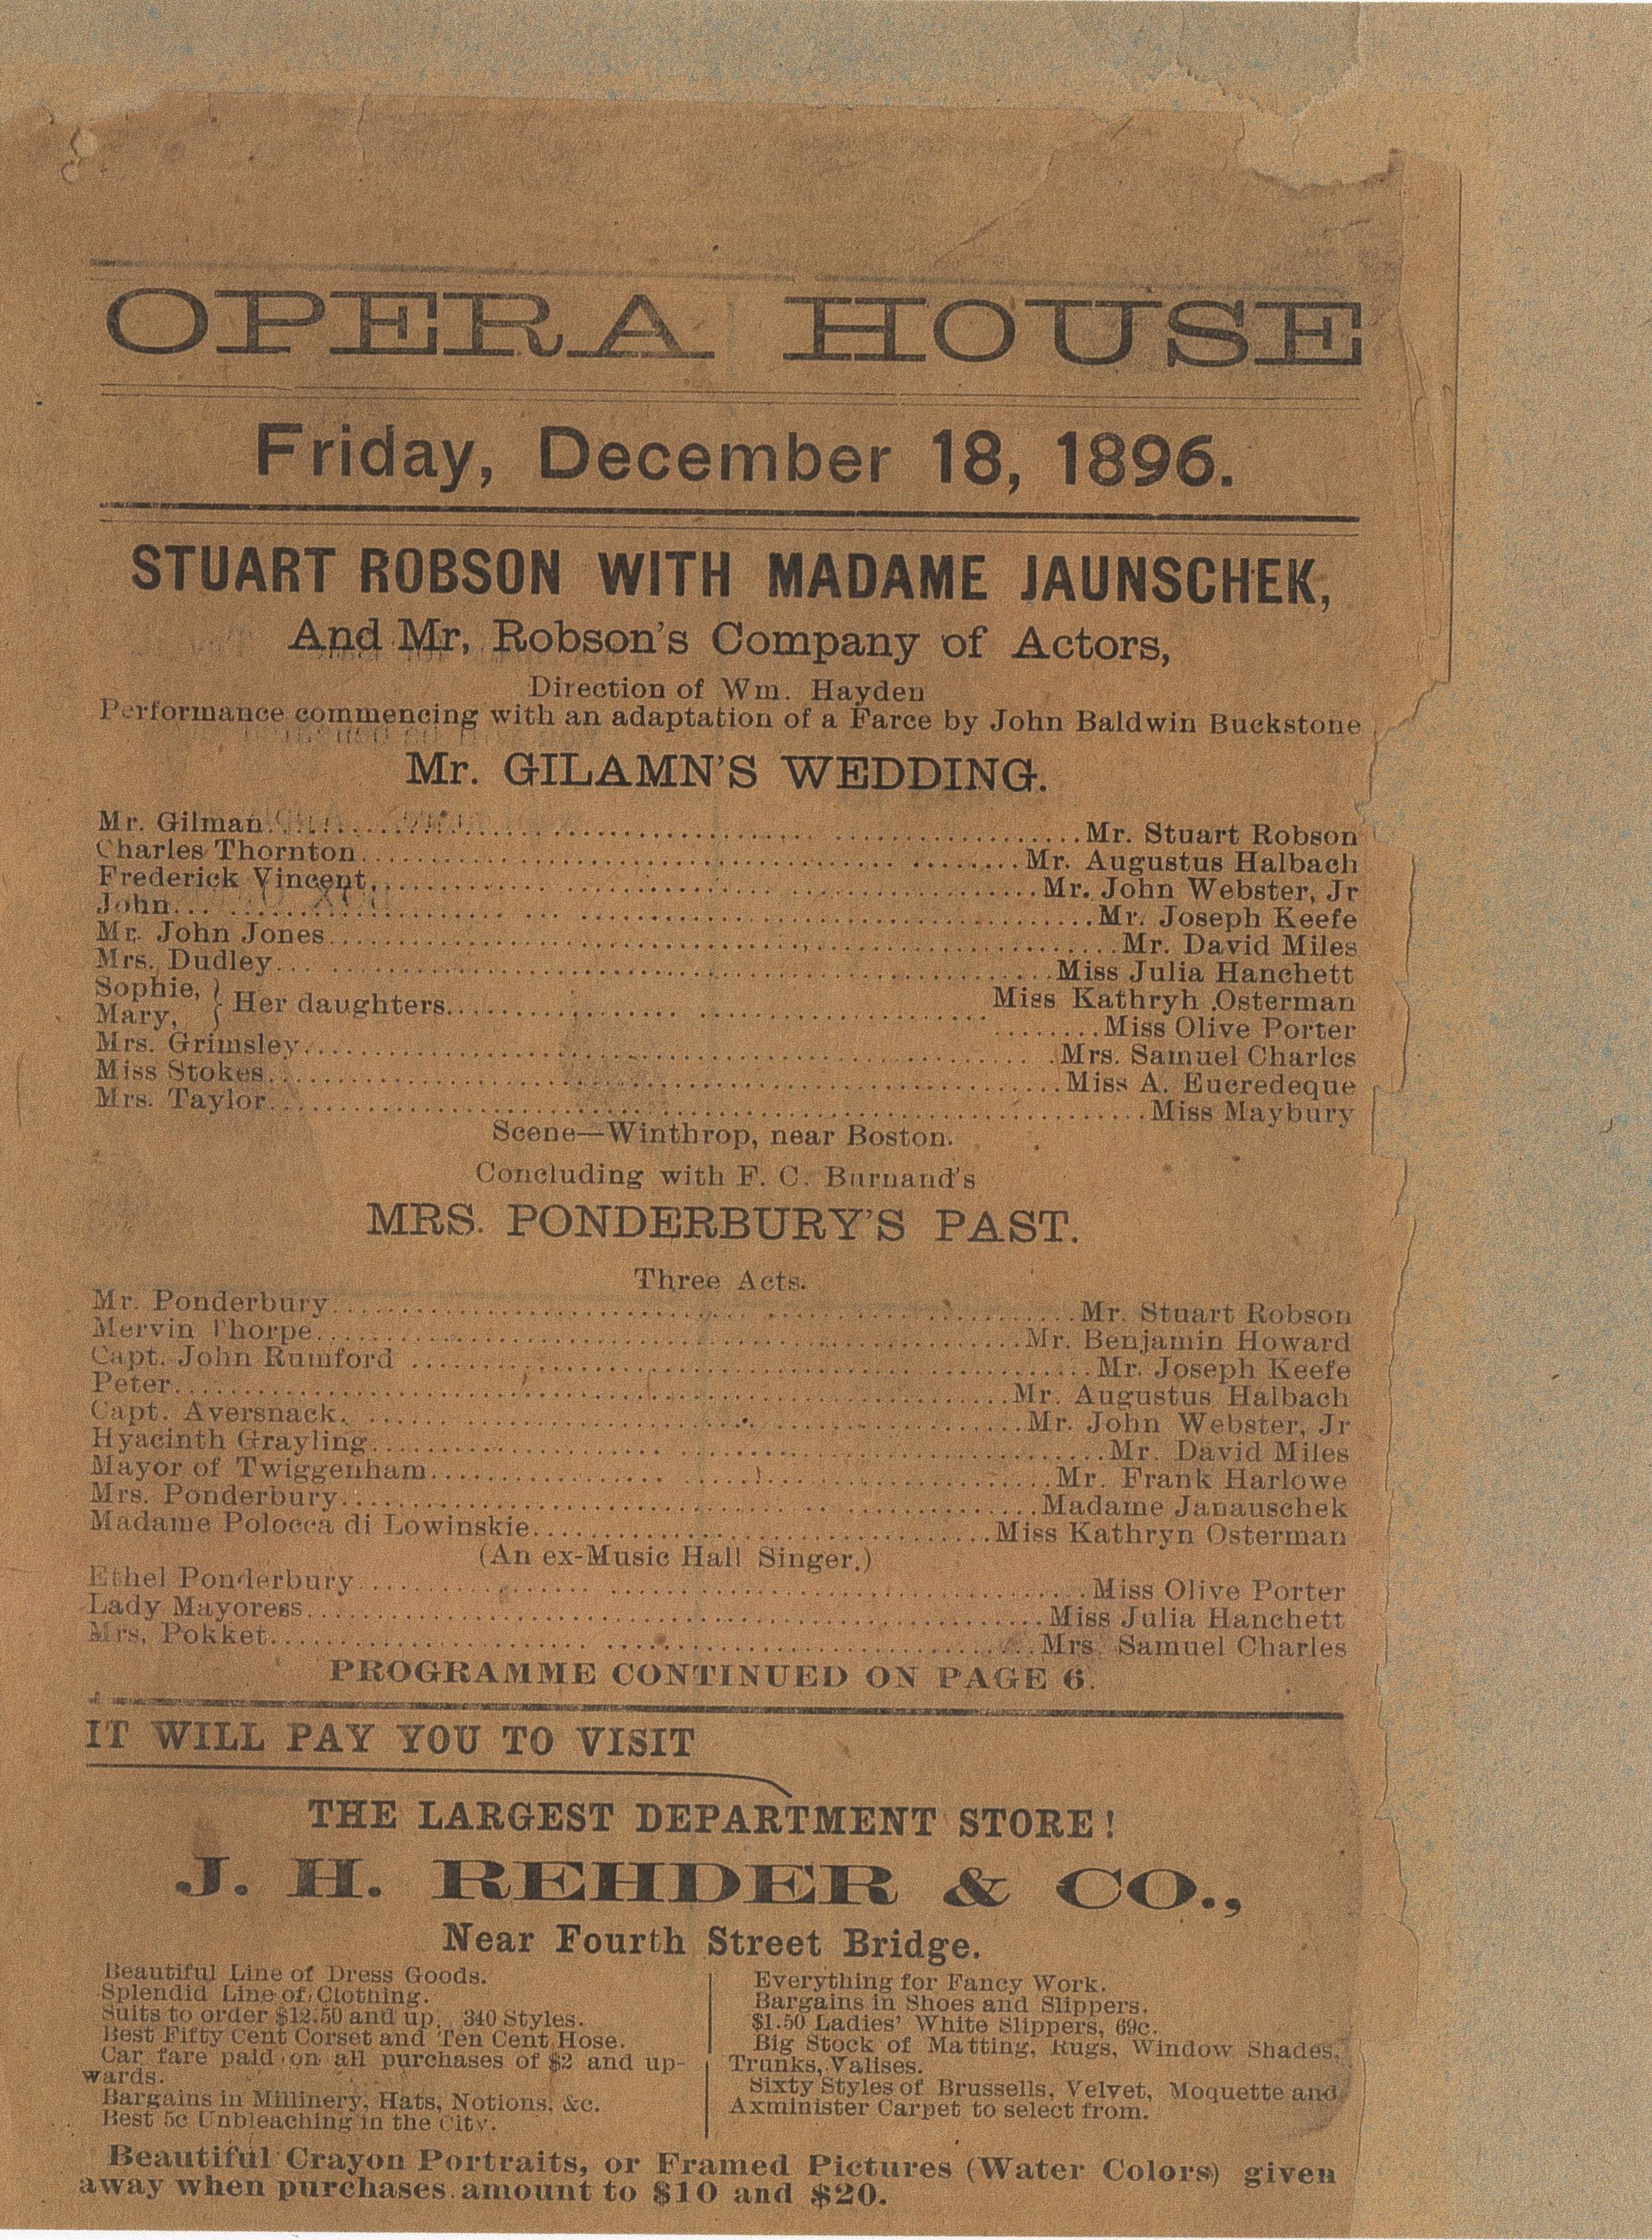 OPERA HOUSE
Friday, December 18, 1896.
STUART ROBSON WITH MADAME JAUNSCHEK,
And Mr, Robson's Company of Actors,
Direction of Wm. Hayden
Performance commencing with an adaptation of a Farce by John Baldwin Buckstone
Mr. GILAMN'S WEDDING.
Mr. Gilman........Mr. Stuart Robson
Charles Thornton........Mr. Augustus Halbach
Frederick Vincent,........Mr. John Webster, Jr
John........Mr. Joseph Keefe
Mr. John Jones........Mr. David Miles
Mrs. Dudley........Miss Julia Hanchett
Sophie, } Her daughters........Miss Kathryh Osterman
Mary, }........Miss Olive Porter
Mrs. Grimsley........Mrs. Samuel Charles
Miss Stokes........Miss A. Eucredeque
Mrs. Taylor........Miss Maybury
Scene—Winthrop, near Boston.
Concluding with F. C. Burnand's
MRS. PONDERBURY'S PAST.
Three Acts.
Mr. Ponderbury........Mr. Stuart Robson
Mervin Thorpe........Mr. Benjamin Howard
Capt. John Rumford........Mr. Joseph Keefe
Peter........Mr. Augustus Halbach
Capt. Aversnack........Mr. John Webster, Jr
Hyacinth Grayling........Mr. David Miles
Mayor of Twiggenham........Mr. Frank Harlowe
Mrs. Ponderbury........Madame Janauschek
Madame Polocca di Lowinskie........Miss Kathryn Osterman
(An ex-Music Hall Singer.)
Ethel Ponderbury........Miss Olive Porter
Lady Mayoress........Miss Julia Hanchett
Mrs, Pokket........Mrs. Samuel Charles
PROGRAMME CONTINUED ON PAGE 6.
IT WILL PAY YOU TO VISIT
THE LARGEST DEPARTMENT STORE!
J. H. REHDER & CO.,
Near Fourth Street Bridge.
Beautiful Line of Dress Goods.
Splendid Line of Clothing.
Suits to order $12.50 and up. 340 Styles.
Best Fifty Cent Corset and Ten Cent Hose.
Car fare paid on all purchases of $2 and up-
wards.
Bargains in Millinery, Hats, Notions, &c.
Best 5c Unbleaching in the City.
Everything for Fancy Work.
Bargains in Shoes and Slippers.
$1.50 Ladies' White Slippers, 69c.
Big Stock of Matting, Rugs, Window Shades,
Trunks, Valises.
Sixty Styles of Brussells, Velvet, Moquette and
Axminister Carpet to select from.
Beautiful Crayon Portraits, or Framed Pictures (Water Colors) given
away when purchases amount to $10 and $20.